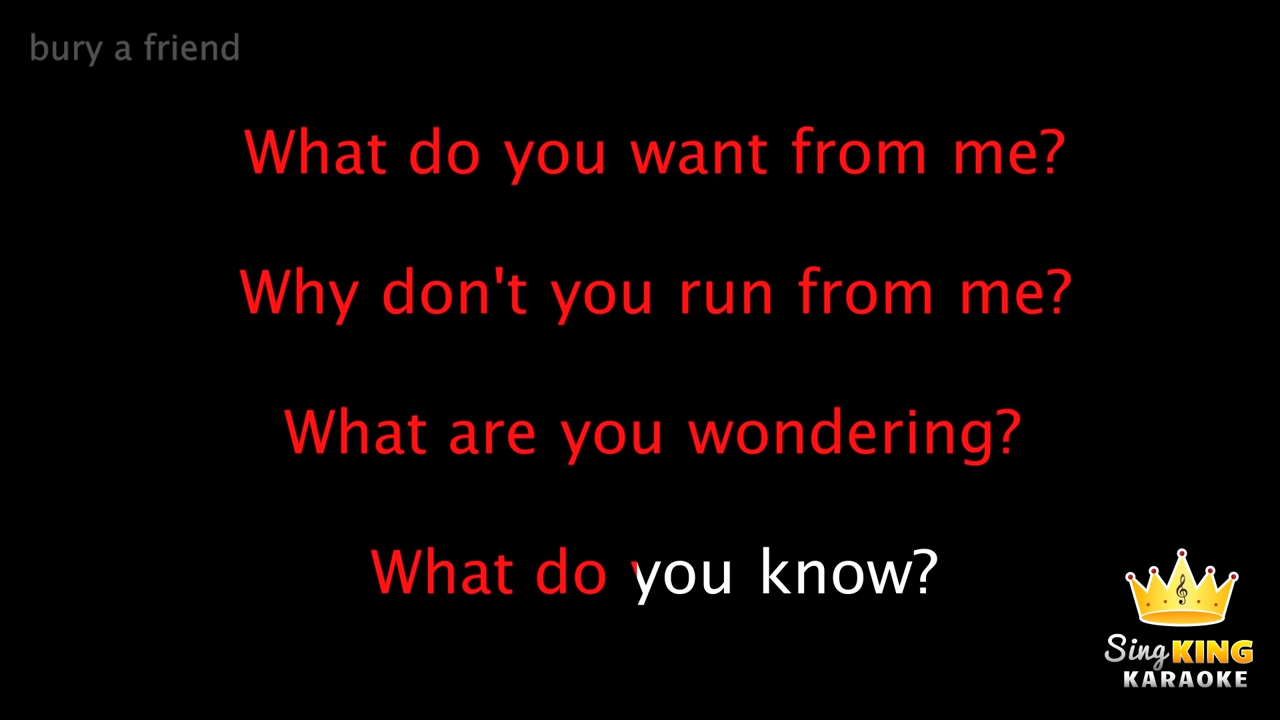 bury a friend
What do you want from me?
Why don't you run from me?
What are you wondering?
What do you know?
Sing KING
KARAOKE